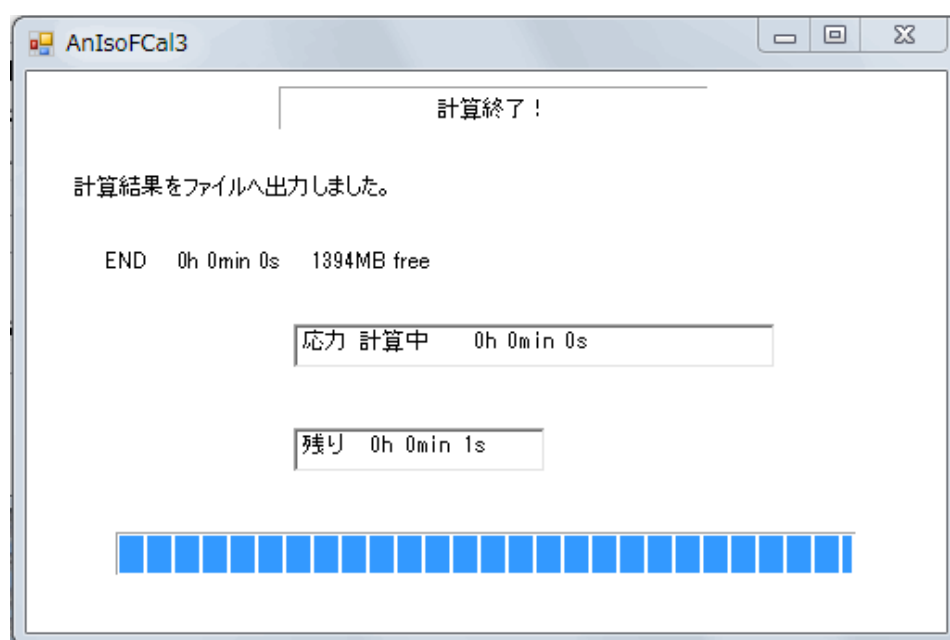 AnIsoFCal3
計算終了！
計算結果をファイルへ出力しました。
END 0h 0min 0s 1394MB free
応力 計算中 0h 0min 0s
残り 0h 0min 1s